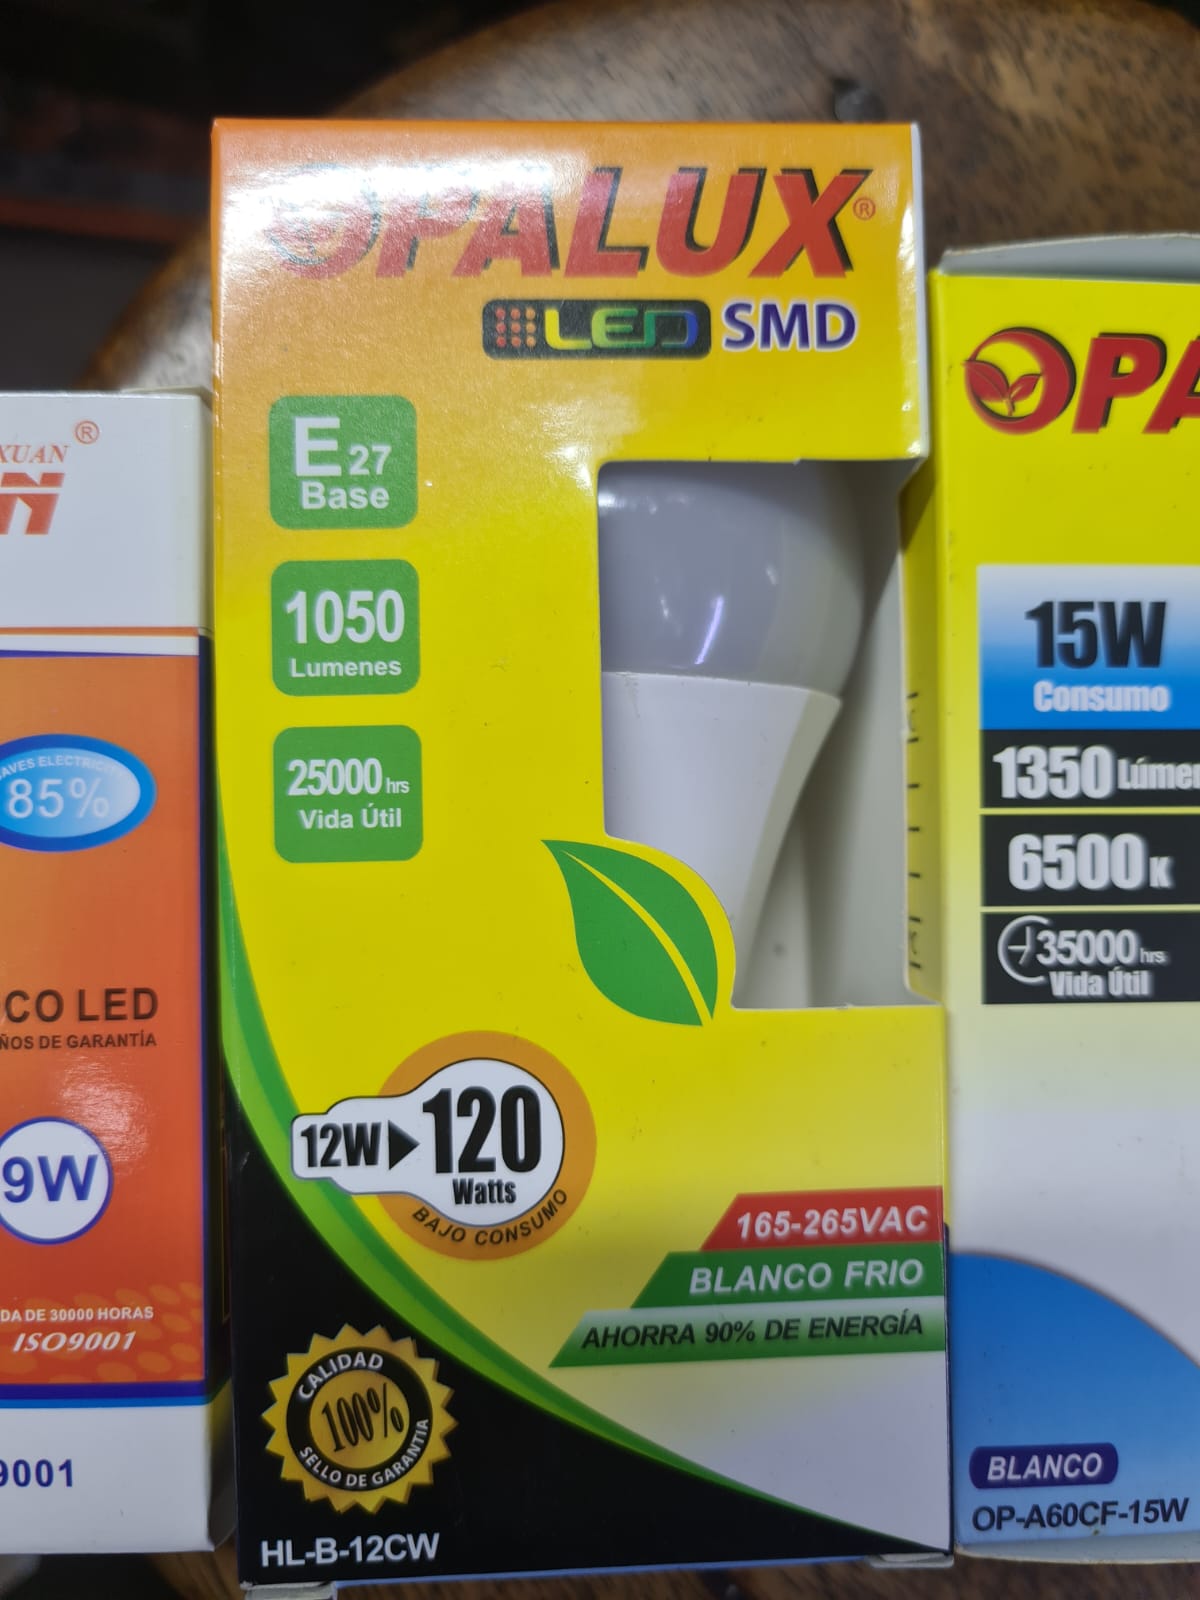 XUAN ®
AVES ELECTRICITY
85%
CO LED
ÑOS DE GARANTÍA
9W
DA DE 30000 HORAS
ISO9001
9001
OPALUX®
LED SMD
E27
Base
1050
Lumenes
25000 hrs
Vida Útil
12W 120
Watts
BAJO CONSUMO
165-265VAC
BLANCO FRIO
AHORRA 90% DE ENERGÍA
CALIDAD
100%
SELLO DE GARANTIA
HL-B-12CW
OPA
15W
Consumo
1350 Lúmen
6500K
35000 hrs
Vida Útil
BLANCO
OP-A60CF-15W